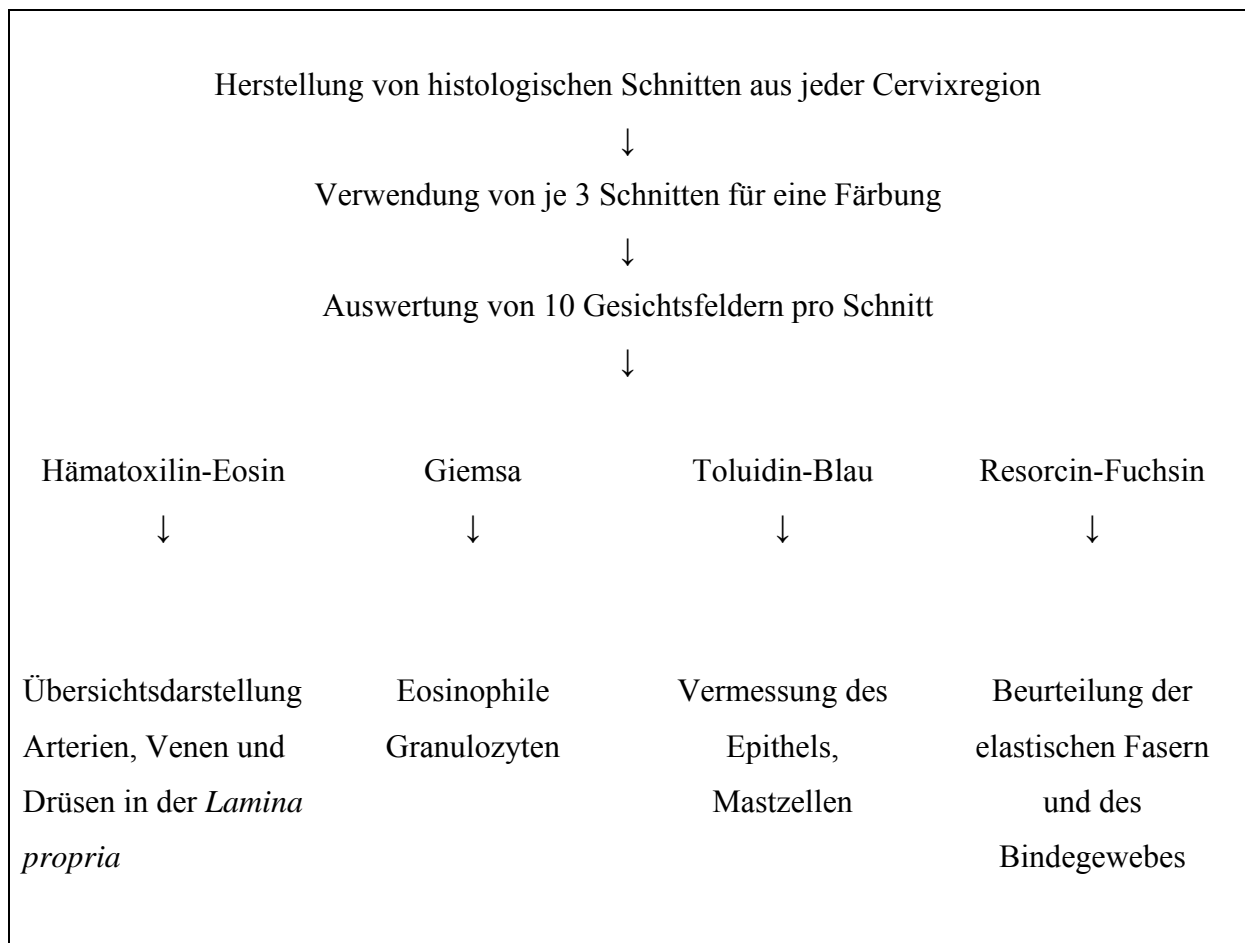 Herstellung von histologischen Schnitten aus jeder Cervixregion
↓
Verwendung von je 3 Schnitten für eine Färbung
↓
Auswertung von 10 Gesichtsfeldern pro Schnitt
↓
Hämatoxilin-Eosin Giemsa Toluidin-Blau Resorcin-Fuchsin
↓ ↓ ↓ ↓
Übersichtsdarstellung
Arterien, Venen und
Drüsen in der Lamina
propria
Eosinophile
Granulozyten
Vermessung des
Epithels,
Mastzellen
Beurteilung der
elastischen Fasern
und des
Bindegewebes